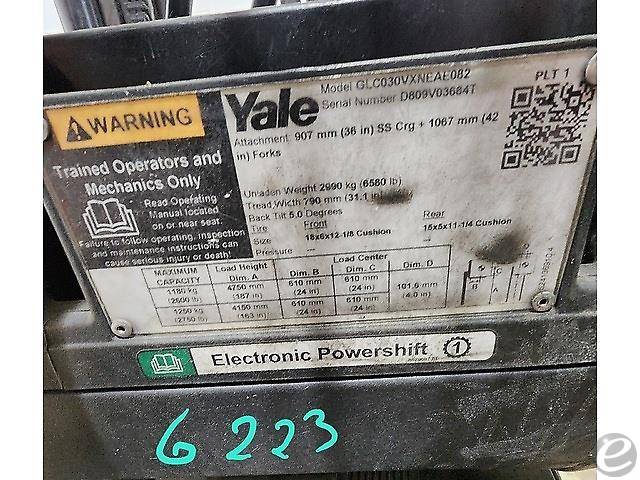 WARNING
Trained Operators and
Mechanics Only
Read Operating
Manual located
on or near seat.
Failure to follow operating, inspection
and maintenance instructions can
cause serious injury or death!
Yale
Model GLC030VXNEAE082
Serial Number D809V03684T
PLT 1
Attachment: 907 mm (36 in) SS Crg + 1067 mm (42
in) Forks
Unladen Weight 2990 kg (6580 lb)
Tread Width 790 mm (31.1 in)
Back Tilt 5.0 Degrees
Tire Front Rear
Size 18x6x12-1/8 Cushion 15x5x11-1/4 Cushion
Pressure — —
MAXIMUM CAPACITY Load Height Dim. A Load Center Dim. B Dim. C Dim. D
1180 kg (2600 lb) 4750 mm (187 in) 610 mm (24 in) 610 mm (24 in) 101.6 mm (4.0 in)
1250 kg (2750 lb) 4150 mm (163 in) 610 mm (24 in) 610 mm (24 in)
Electronic Powershift 1
6223
e